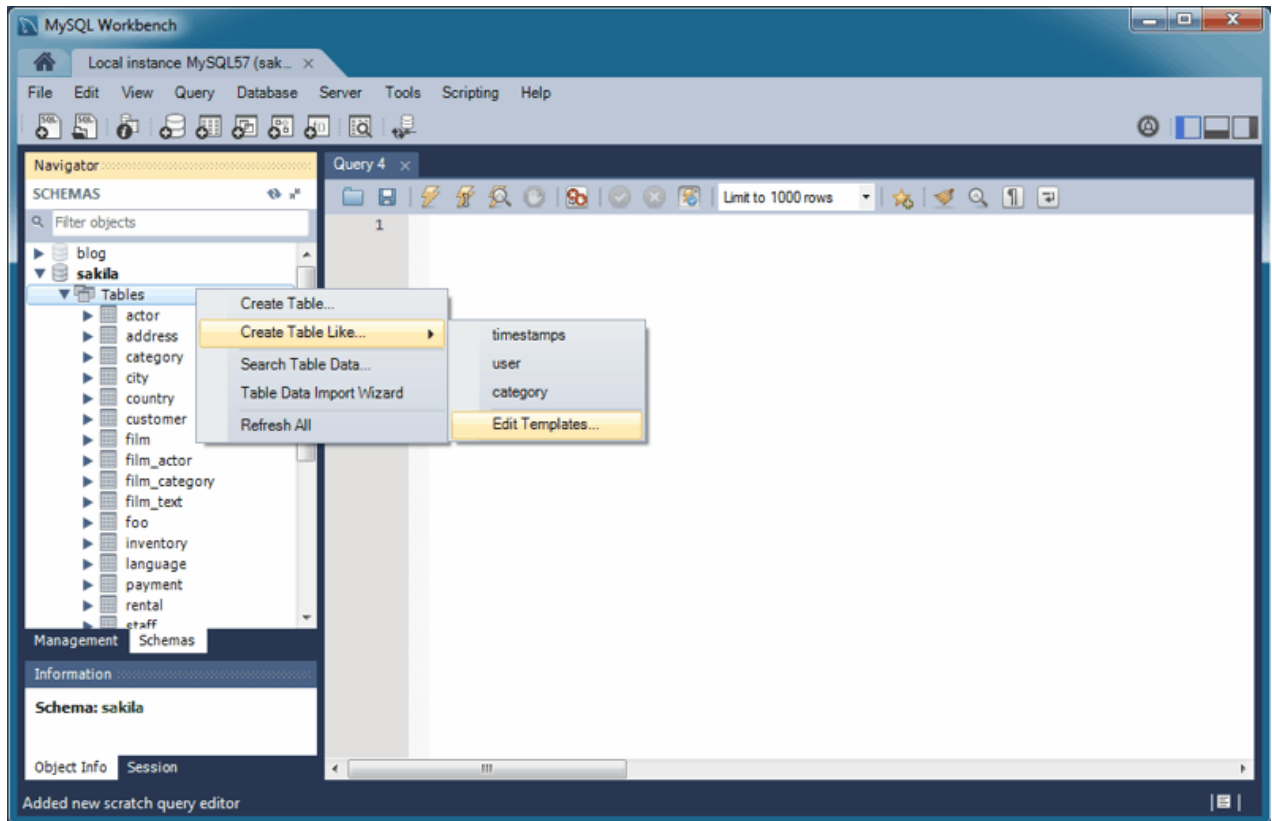 MySQL Workbench
Local instance MySQL57 (sak...
File Edit View Query Database Server Tools Scripting Help
Navigator
SCHEMAS
Filter objects
blog
sakila
Tables
actor
address
category
city
country
customer
film
film_actor
film_category
film_text
foo
inventory
language
payment
rental
staff
Management Schemas
Information
Schema: sakila
Object Info Session
Query 4
Limit to 1000 rows
1
Create Table...
Create Table Like...
Search Table Data...
Table Data Import Wizard
Refresh All
timestamps
user
category
Edit Templates...
Added new scratch query editor